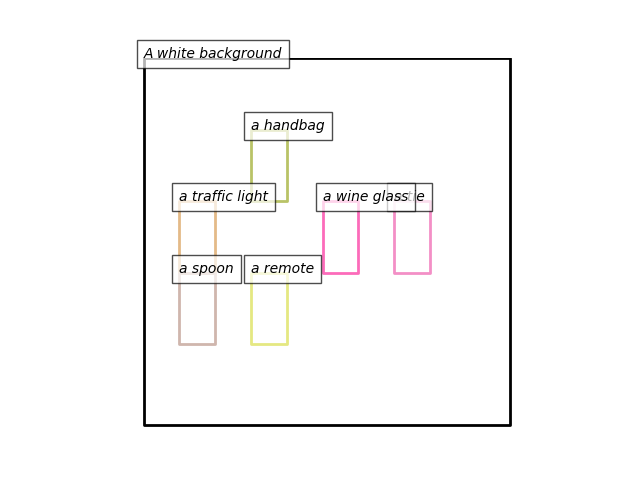 A white background
a handbag
a traffic light
a wine glass
a spoon
a remote